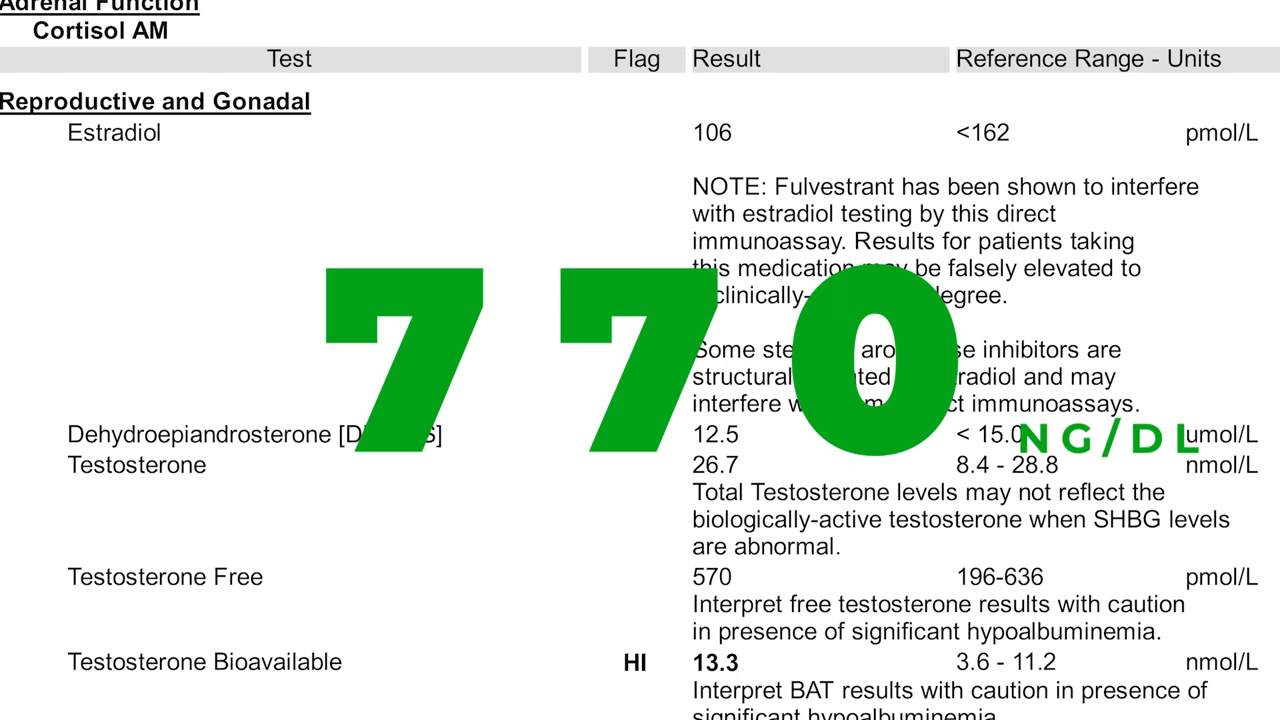 Adrenal Function
Cortisol AM
Test Flag Result Reference Range - Units
Reproductive and Gonadal
Estradiol 106 <162 pmol/L
NOTE: Fulvestrant has been shown to interfere
with estradiol testing by this direct
immunoassay. Results for patients taking
this medication may be falsely elevated to
clinically-
770
Some inhibitors are
and may
interfere immunoassays.
Dehydroepiandrosterone 12.5 < 15.0 umol/L
NG/DL
Testosterone 26.7 8.4 - 28.8 nmol/L
Total Testosterone levels may not reflect the
biologically-active testosterone when SHBG levels
are abnormal.
Testosterone Free 570 196-636 pmol/L
Interpret free testosterone results with caution
in presence of significant hypoalbuminemia.
Testosterone Bioavailable HI 13.3 3.6 - 11.2 nmol/L
Interpret BAT results with caution in presence of
significant hypoalbuminemia